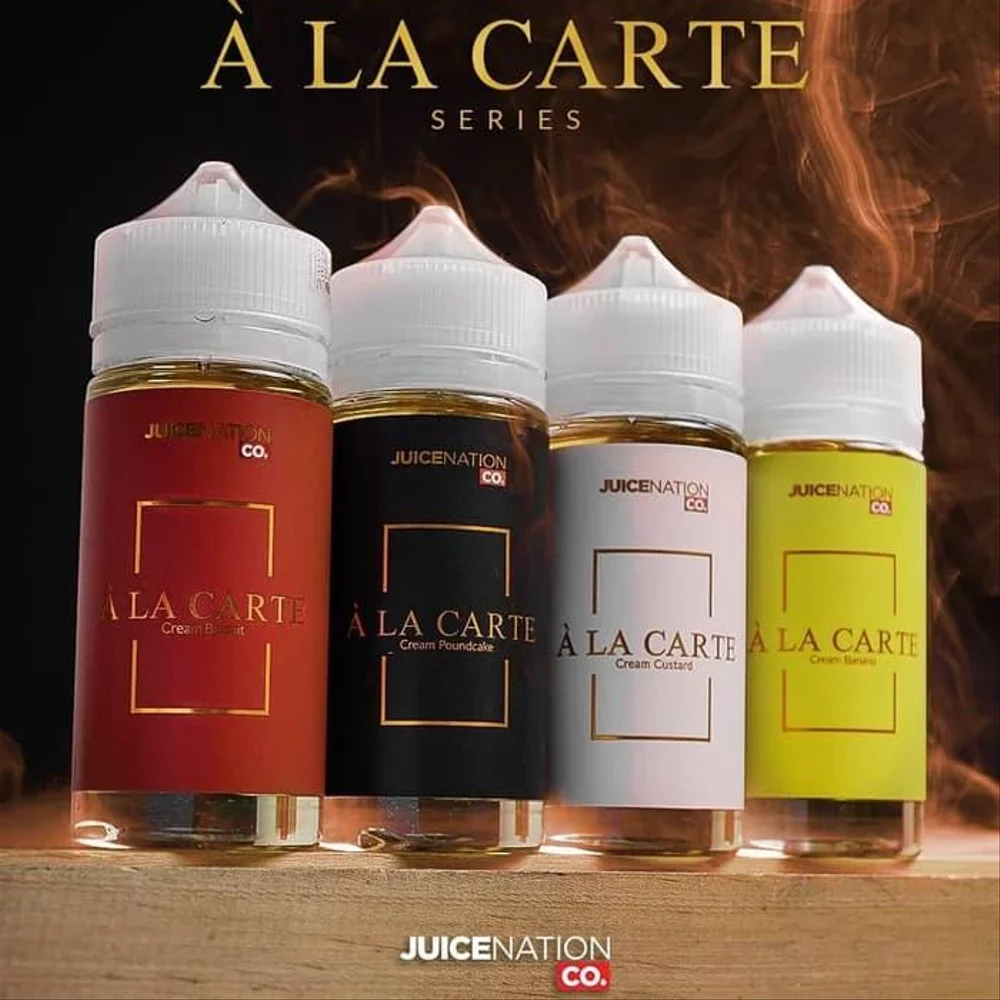 À LA CARTE
SERIES
JUICENATION
CO.
À LA CARTE
Cream Biscuit
JUICENATION
CO.
À LA CARTE
Cream Poundcake
JUICENATION
CO.
À LA CARTE
Cream Custard
JUICENATION
CO.
À LA CARTE
Cream Banana
JUICENATION
CO.